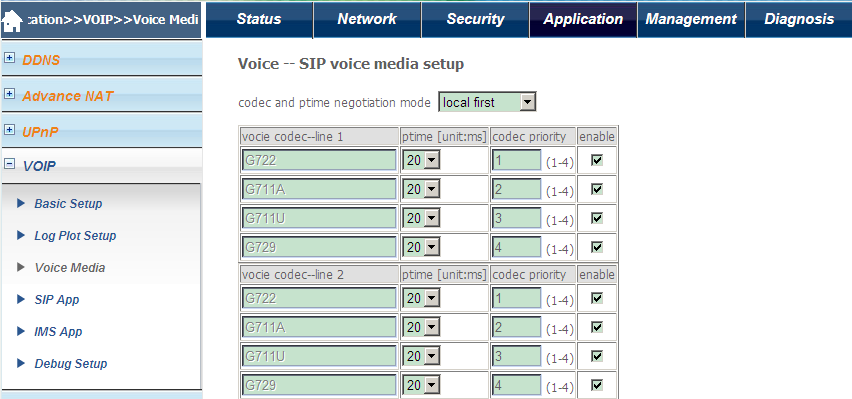 cation>>VOIP>>Voice Medi
Status Network Security Application Management Diagnosis
DDNS
Advance NAT
UPnP
VOIP
Basic Setup
Log Plot Setup
Voice Media
SIP App
IMS App
Debug Setup
Voice -- SIP voice media setup
codec and ptime negotiation mode local first
vocie codec--line 1 ptime [unit:ms] codec priority enable
G722 20 1 (1-4)
G711A 20 2 (1-4)
G711U 20 3 (1-4)
G729 20 4 (1-4)
vocie codec--line 2 ptime [unit:ms] codec priority enable
G722 20 1 (1-4)
G711A 20 2 (1-4)
G711U 20 3 (1-4)
G729 20 4 (1-4)